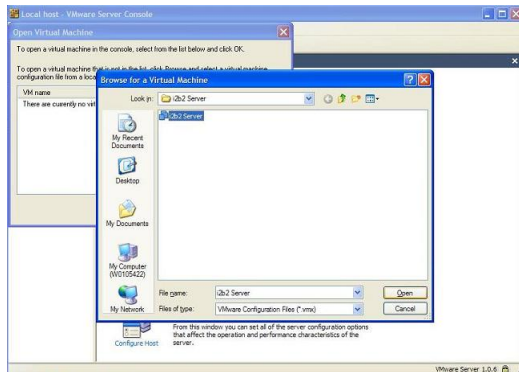 Local host - VMware Server Console
Open Virtual Machine
To open a virtual machine in the console, select from the list below and click OK.
To open a virtual machine that is not in the list, click Browse and select a virtual machine
configuration file from a loca
VM name
There are currently no virt
Browse for a Virtual Machine
Look in:
i2b2 Server
i2b2 Server
My Recent
Documents
Desktop
My Documents
My Computer
(W0105422)
My Network
File name:
i2b2 Server
Open
Files of type:
VMware Configuration Files (*.vmx)
Cancel
Configure Host
From this window you can set all of the server configuration options
that affect the operation and performance characteristics of the
server.
VMware Server 1.0.6